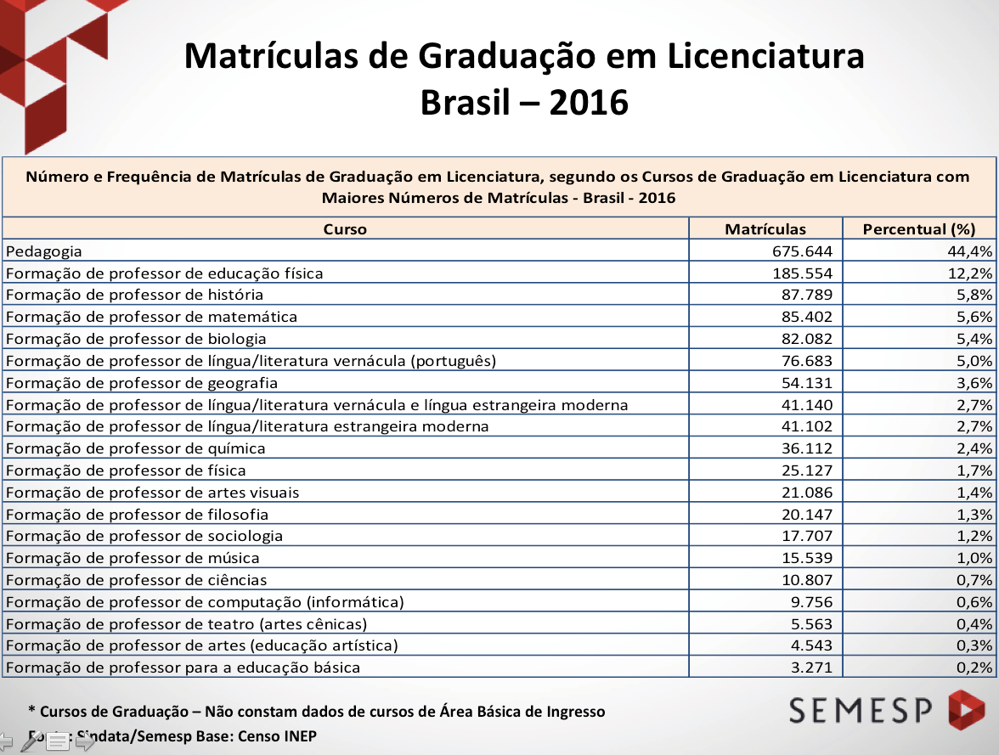 Matrículas de Graduação em Licenciatura
Brasil – 2016
Número e Frequência de Matrículas de Graduação em Licenciatura, segundo os Cursos de Graduação em Licenciatura com
Maiores Números de Matrículas - Brasil - 2016
Curso Matrículas Percentual (%)
Pedagogia 675.644 44,4%
Formação de professor de educação física 185.554 12,2%
Formação de professor de história 87.789 5,8%
Formação de professor de matemática 85.402 5,6%
Formação de professor de biologia 82.082 5,4%
Formação de professor de língua/literatura vernácula (português) 76.683 5,0%
Formação de professor de geografia 54.131 3,6%
Formação de professor de língua/literatura vernácula e língua estrangeira moderna 41.140 2,7%
Formação de professor de língua/literatura estrangeira moderna 41.102 2,7%
Formação de professor de química 36.112 2,4%
Formação de professor de física 25.127 1,7%
Formação de professor de artes visuais 21.086 1,4%
Formação de professor de filosofia 20.147 1,3%
Formação de professor de sociologia 17.707 1,2%
Formação de professor de música 15.539 1,0%
Formação de professor de ciências 10.807 0,7%
Formação de professor de computação (informática) 9.756 0,6%
Formação de professor de teatro (artes cênicas) 5.563 0,4%
Formação de professor de artes (educação artística) 4.543 0,3%
Formação de professor para a educação básica 3.271 0,2%
* Cursos de Graduação – Não constam dados de cursos de Área Básica de Ingresso
Fonte: Sindata/Semesp Base: Censo INEP
SEMESP